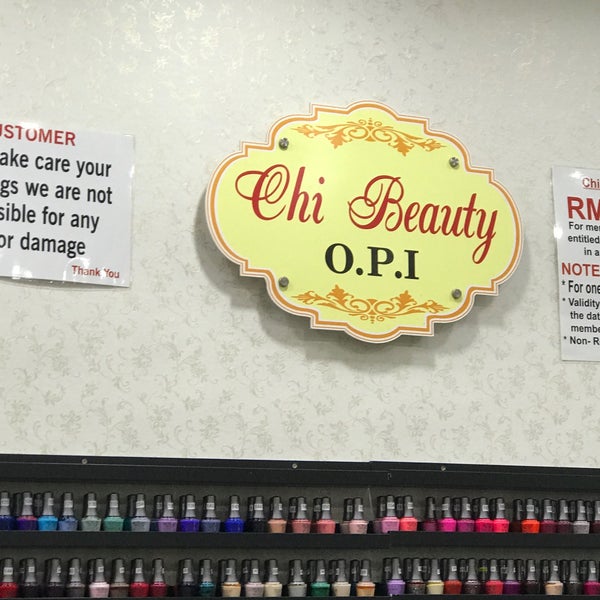 USTOMER
ake care your
gs we are not
sible for any
or damage
Thank You
Chi Beauty
O.P.I
Chi
RM
For mem
entitled
in a
NOTE
* For one
* Validity
the dat
membe
* Non- R